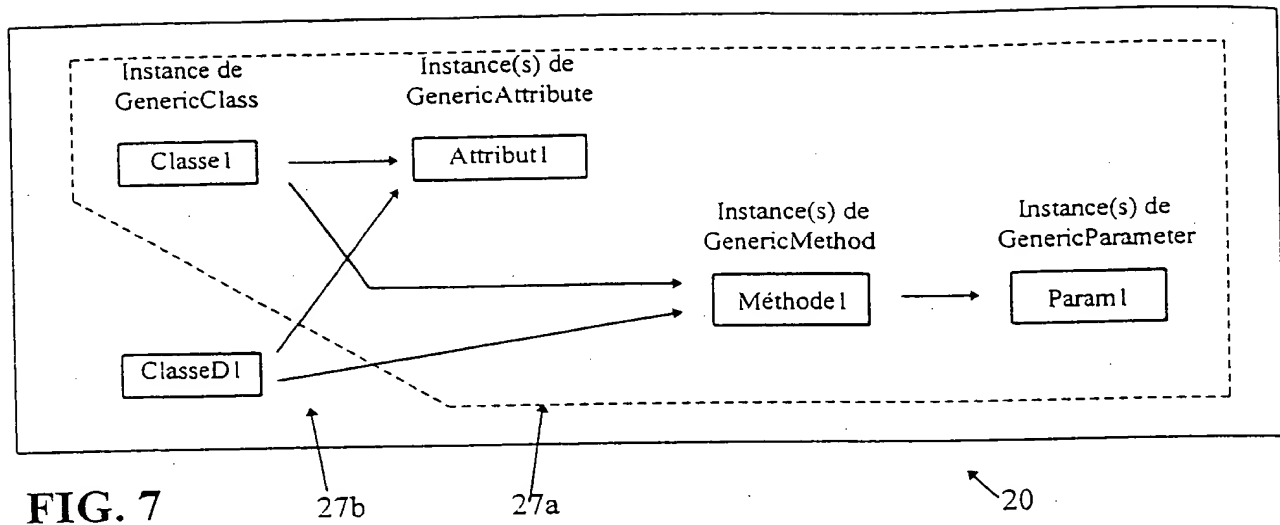 Instance de
GenericClass
Instance(s) de
GenericAttribute
Classe1
Attribut1
Instance(s) de
GenericMethod
Instance(s) de
GenericParameter
Méthode1
Param1
ClasseD1
FIG. 7
27b
27a
20